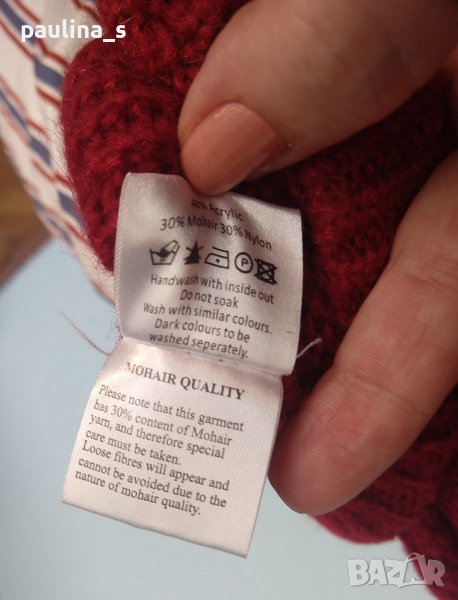 paulina_s
40% Acrylic
30% Mohair 30% Nylon
P
Handwash with inside out
Do not soak
Wash with similar colours.
Dark colours to be
washed seperately.
MOHAIR QUALITY
Please note that this garment
has 30% content of Mohair
yarn, and therefore special
care must be taken.
Loose fibres will appear and
cannot be avoided due to the
nature of mohair quality.
BAZAR